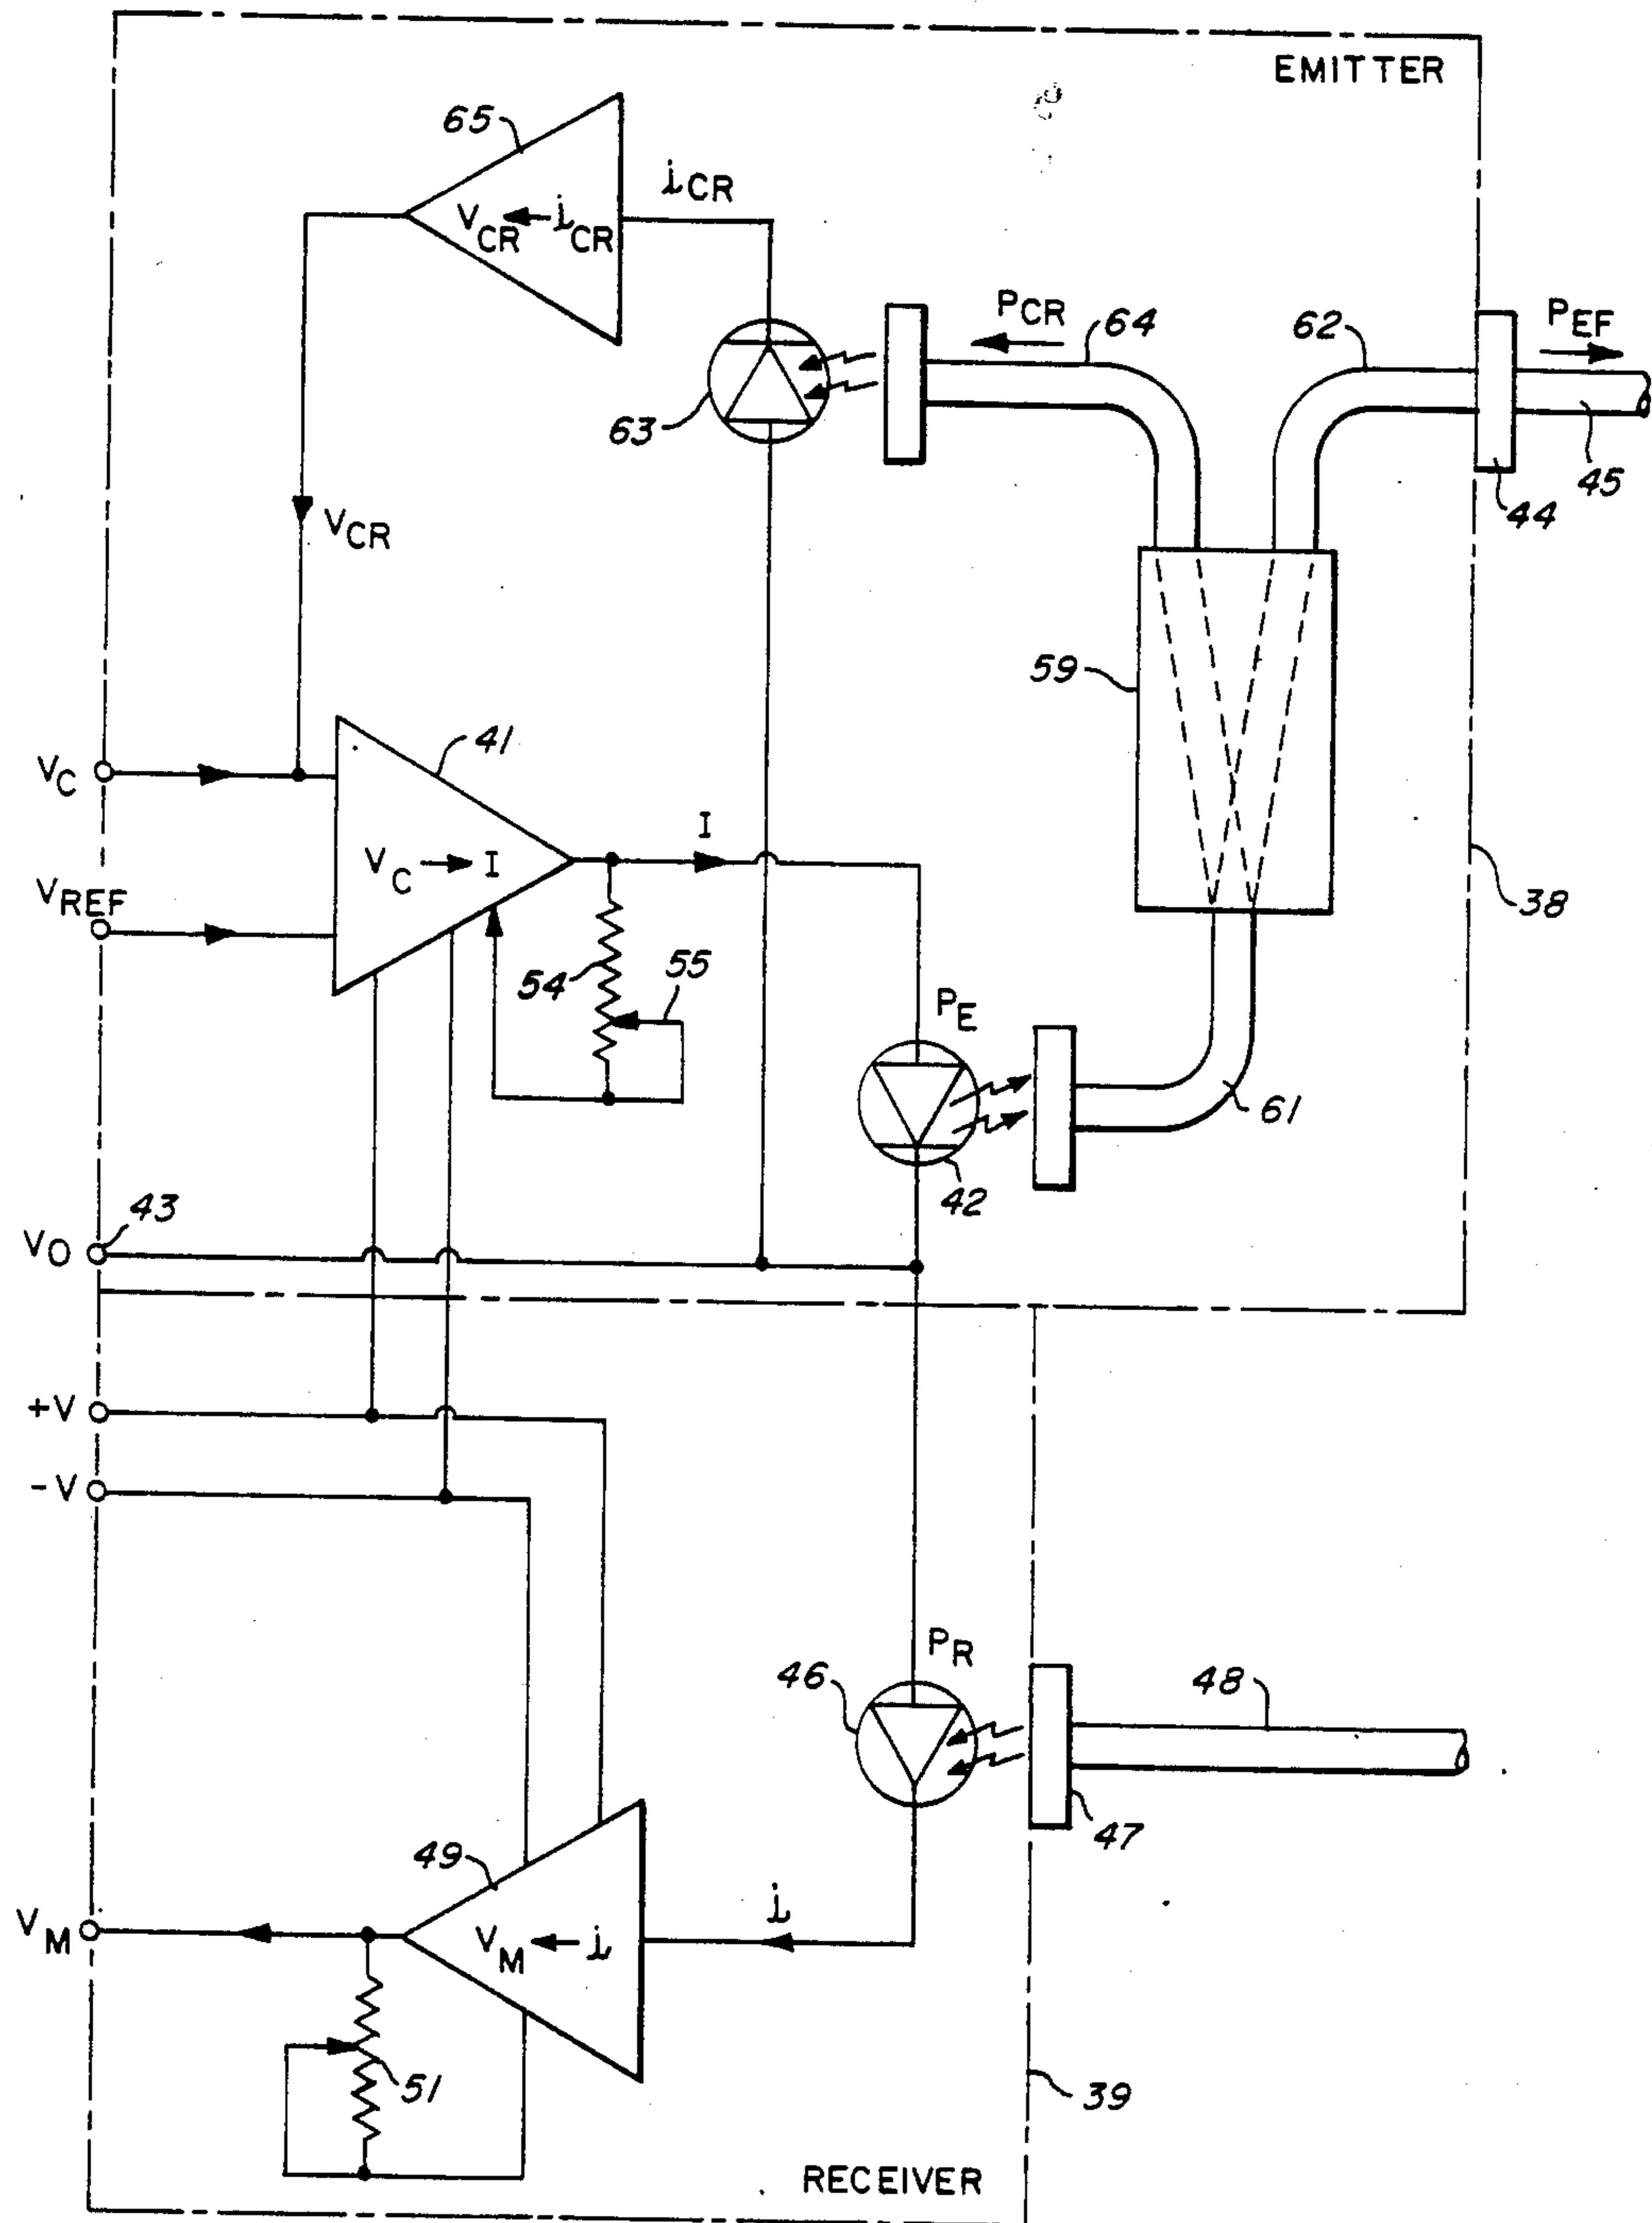 EMITTER
65
iCR
VCR ← iCR
PCR
64
62
PEF
63
45
44
VCR
59
41
VC
I
VC → I
VREF
38
54
55
PE
61
42
43
VO
+V
-V
PR
46
48
47
49
i
VM
VM ← i
51
39
RECEIVER